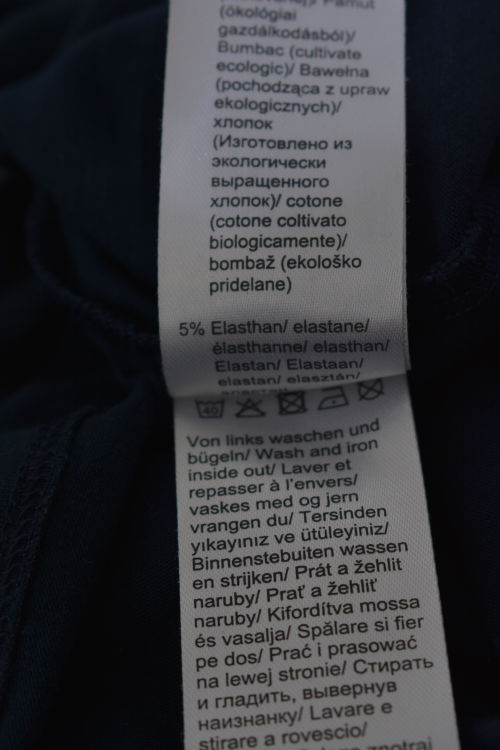 (ökológiai
gazdálkodásból)/
Bumbac (cultivate
ecologic)/ Bawełna
(pochodząca z upraw
ekologicznych)/
хлопок
(Изготовлено из
экологически
выращенного
хлопок)/ cotone
(cotone coltivato
biologicamente)/
bombaž (ekološko
pridelane)
5% Elasthan/ elastane/
élasthanne/ elasthan/
Elastan/ Elastaan/
elastan/ elasztán/
40
Von links waschen und
bügeln/ Wash and iron
inside out/ Laver et
repasser à l'envers/
vaskes med og jern
vrangen du/ Tersinden
yıkayınız ve ütüleyiniz/
Binnenstebuiten wassen
en strijken/ Prát a žehlit
naruby/ Prať a žehliť
naruby/ Kifordítva mossa
és vasalja/ Spălare si fier
pe dos/ Prać i prasować
na lewej stronie/ Стирать
и гладить, вывернув
наизнанку/ Lavare e
stirare a rovescio/